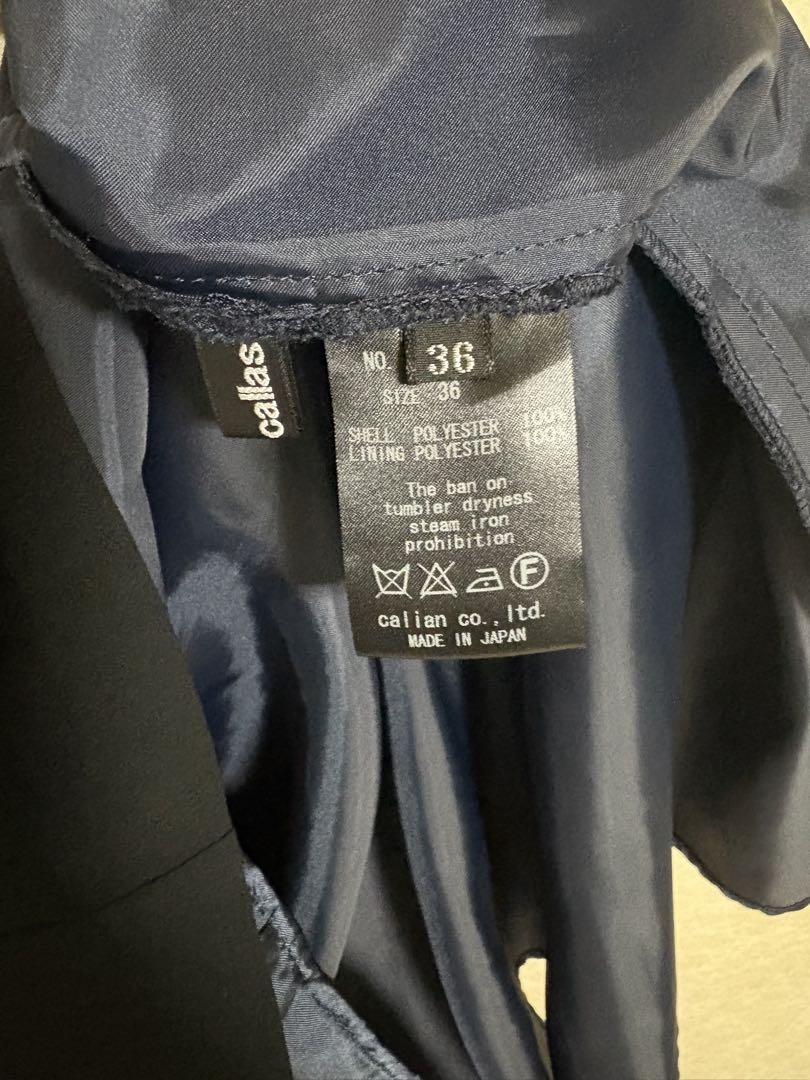 callas
NO. 36
SIZE 36
SHELL POLYESTER 100%
LINING POLYESTER 100%
The ban on
tumbler dryness
steam iron
prohibition
F
calian co.,ltd.
MADE IN JAPAN